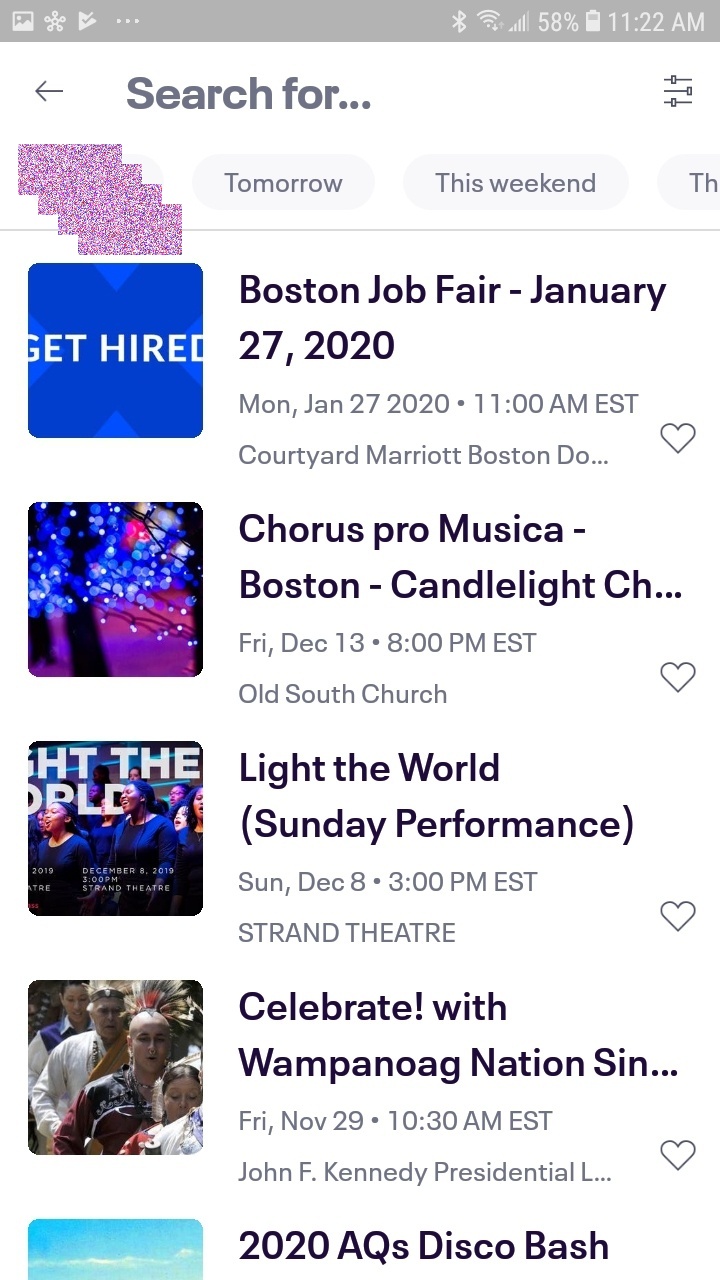 58% 11:22 AM
Search for...
Tomorrow
This weekend
Th
GET HIRED
Boston Job Fair - January
27, 2020
Mon, Jan 27 2020 • 11:00 AM EST
Courtyard Marriott Boston Do...
Chorus pro Musica -
Boston - Candlelight Ch...
Fri, Dec 13 • 8:00 PM EST
Old South Church
GHT THE
ORLD
2019
ATRE
DECEMBER 8, 2019
3:00PM
STRAND THEATRE
Light the World
(Sunday Performance)
Sun, Dec 8 • 3:00 PM EST
STRAND THEATRE
Celebrate! with
Wampanoag Nation Sin...
Fri, Nov 29 • 10:30 AM EST
John F. Kennedy Presidential L...
2020 AQs Disco Bash